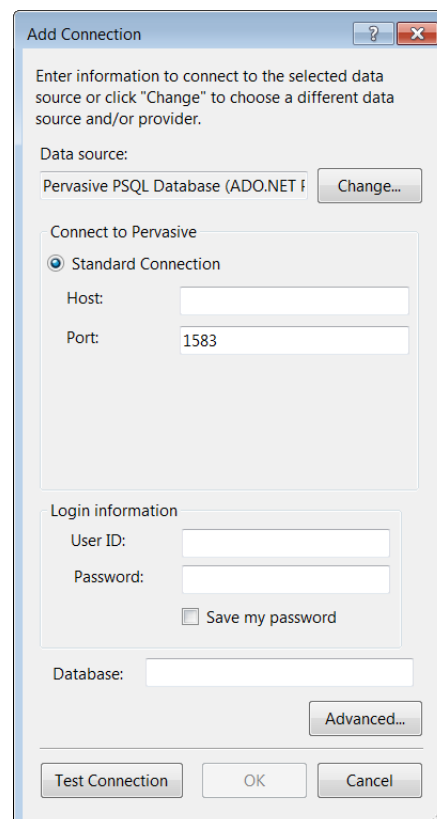 Add Connection
?
Enter information to connect to the selected data
source or click "Change" to choose a different data
source and/or provider.
Data source:
Pervasive PSQL Database (ADO.NET Change...
Connect to Pervasive
Standard Connection
Host:
Port: 1583
Login information
User ID:
Password:
Save my password
Database:
Advanced...
Test Connection OK Cancel